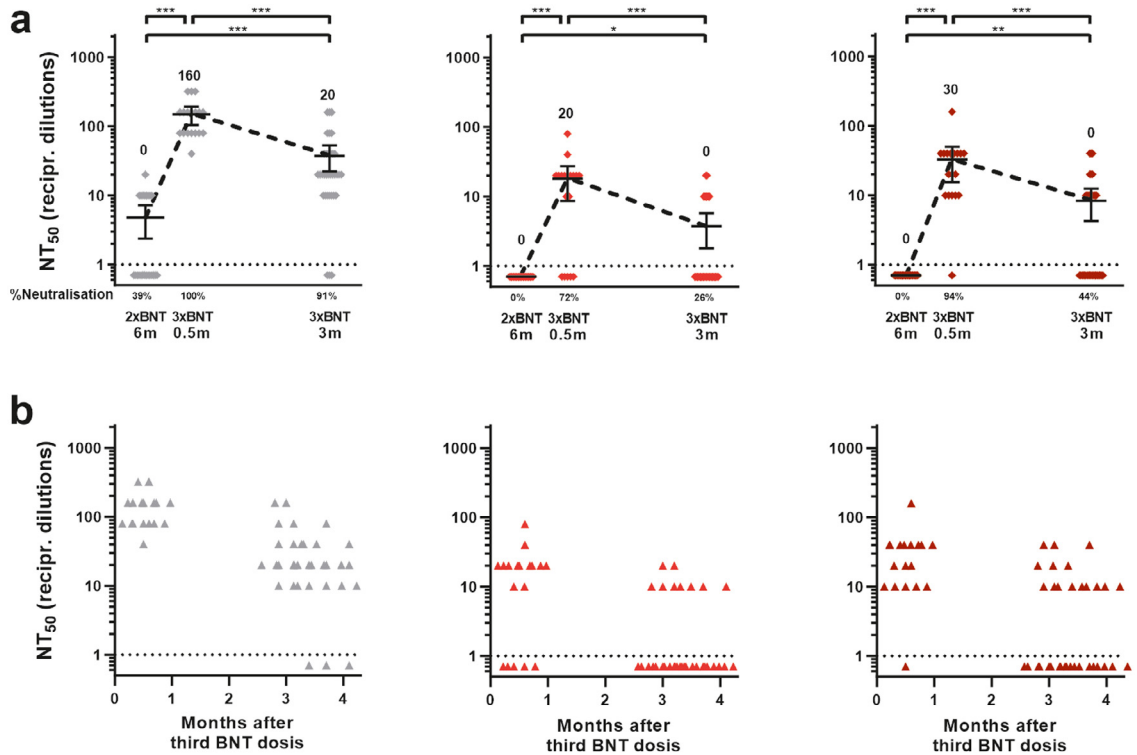 a
*** ***
***
*** ***
*
*** ***
**
NT50 (recipr. dilutions)
1000
100
10
1
0
160
20
1000
100
10
1
0
20
0
1000
100
10
1
0
30
0
%Neutralisation 39% 100% 91%
0% 72% 26%
0% 94% 44%
2xBNT 3xBNT 3xBNT
6m 0.5m 3m
2xBNT 3xBNT 3xBNT
6m 0.5m 3m
2xBNT 3xBNT 3xBNT
6m 0.5m 3m
b
NT50 (recipr. dilutions)
1000
100
10
1
1000
100
10
1
1000
100
10
1
0 1 2 3 4
0 1 2 3 4
0 1 2 3 4
Months after
third BNT dosis
Months after
third BNT dosis
Months after
third BNT dosis